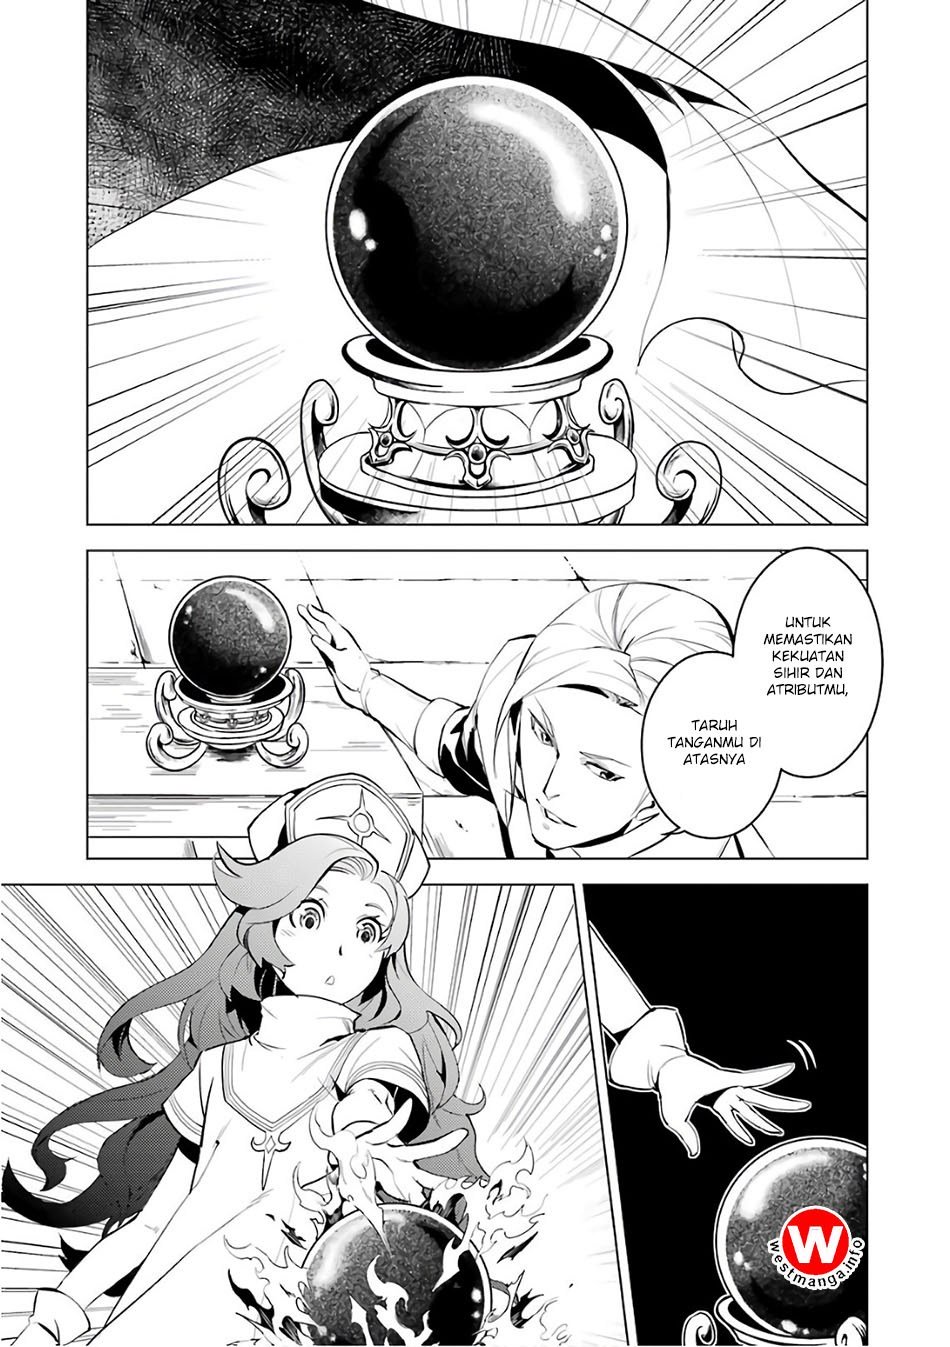 UNTUK
MEMASTIKAN
KEKUATAN
SIHIR DAN
ATRIBUTMU,
TARUH
TANGANMU DI
ATASNYA
W
westmanga.info